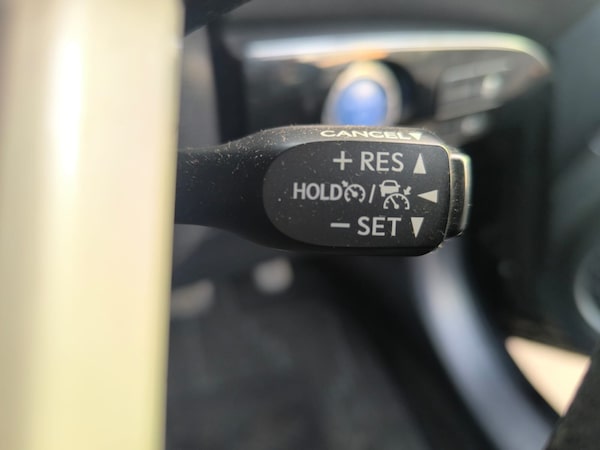 CANCEL▼
+ RES ▲
HOLD / ◀
− SET ▼